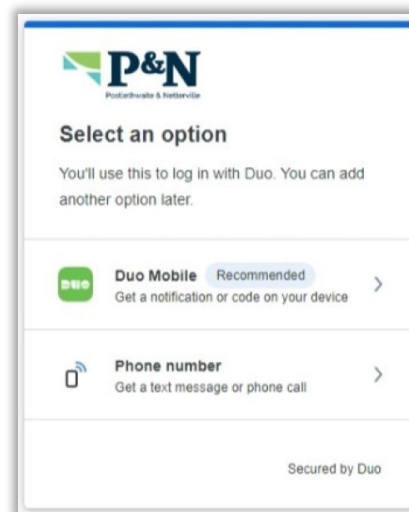 P&N
Postlethwaite & Netterville
Select an option
You'll use this to log in with Duo. You can add
another option later.
DUO
Duo Mobile Recommended
Get a notification or code on your device
Phone number
Get a text message or phone call
Secured by Duo